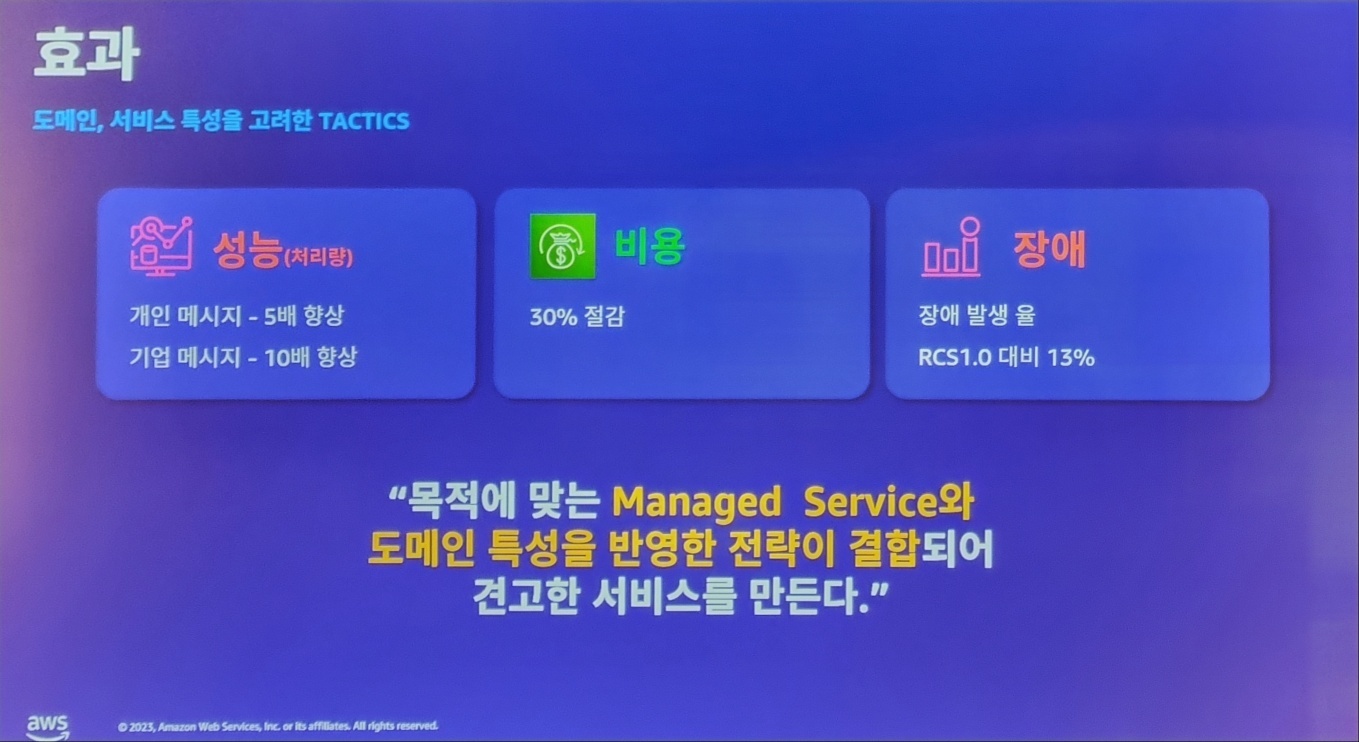 효과
도메인, 서비스 특성을 고려한 TACTICS
성능(처리량)
개인 메시지 - 5배 향상
기업 메시지 - 10배 향상
비용
30% 절감
장애
장애 발생 율
RCS1.0 대비 13%
“목적에 맞는 Managed Service와
도메인 특성을 반영한 전략이 결합되어
견고한 서비스를 만든다.”
aws
© 2023, Amazon Web Services, Inc. or its affiliates. All rights reserved.